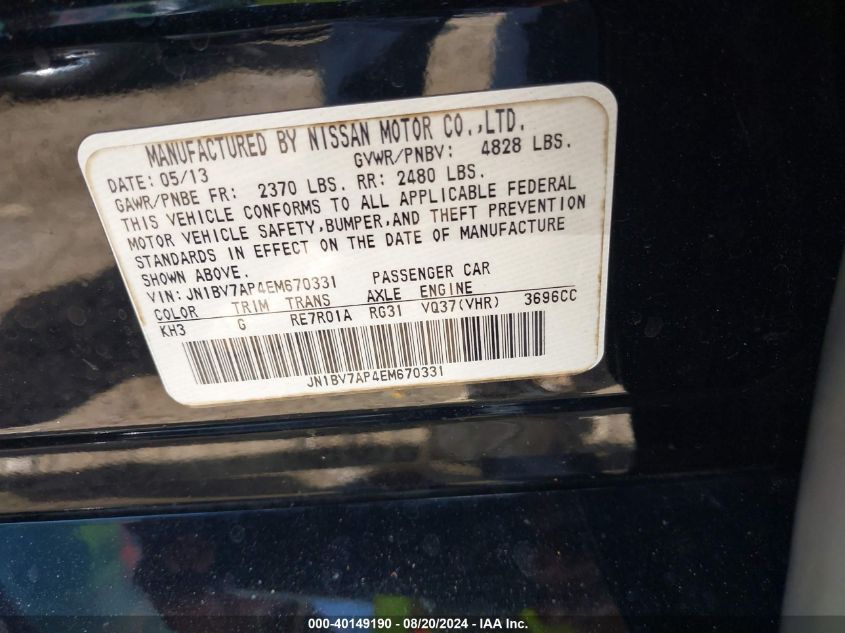 MANUFACTURED BY NISSAN MOTOR CO.,LTD.
DATE: 05/13 GVWR/PNBV: 4828 LBS.
GAWR/PNBE FR: 2370 LBS. RR: 2480 LBS.
THIS VEHICLE CONFORMS TO ALL APPLICABLE FEDERAL
MOTOR VEHICLE SAFETY,BUMPER,AND THEFT PREVENTION
STANDARDS IN EFFECT ON THE DATE OF MANUFACTURE
SHOWN ABOVE.
VIN: JN1BV7AP4EM670331 PASSENGER CAR
COLOR TRIM TRANS AXLE ENGINE
KH3 G RE7R01A RG31 VQ37(VHR) 3696CC
JN1BV7AP4EM670331
000-40149190 - 08/20/2024 - IAAI.COM